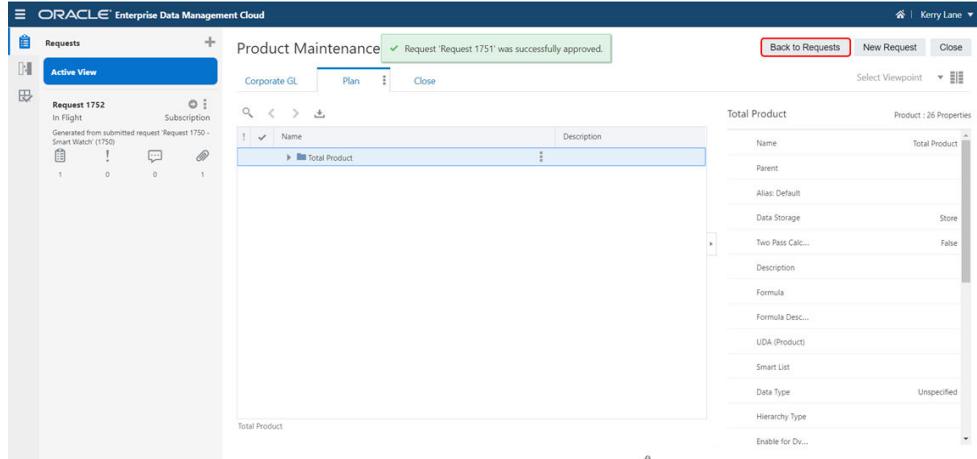 ORACLE Enterprise Data Management Cloud
Kerry Lane
Requests
Active View
Request 1752
In Flight
Subscription
Generated from submitted request 'Request 1750 -
Smart Watch' (1750)
1 0 0 1
Product Maintenance
Request 'Request 1751' was successfully approved.
Back to Requests
New Request
Close
Corporate GL
Plan
Close
Select Viewpoint
! Name Description
Total Product
Total Product
Total Product
Product : 26 Properties
Name Total Product
Parent
Alias: Default
Data Storage Store
Two Pass Calc... False
Description
Formula
Formula Desc...
UDA (Product)
Smart List
Data Type Unspecified
Hierarchy Type
Enable for Dv...